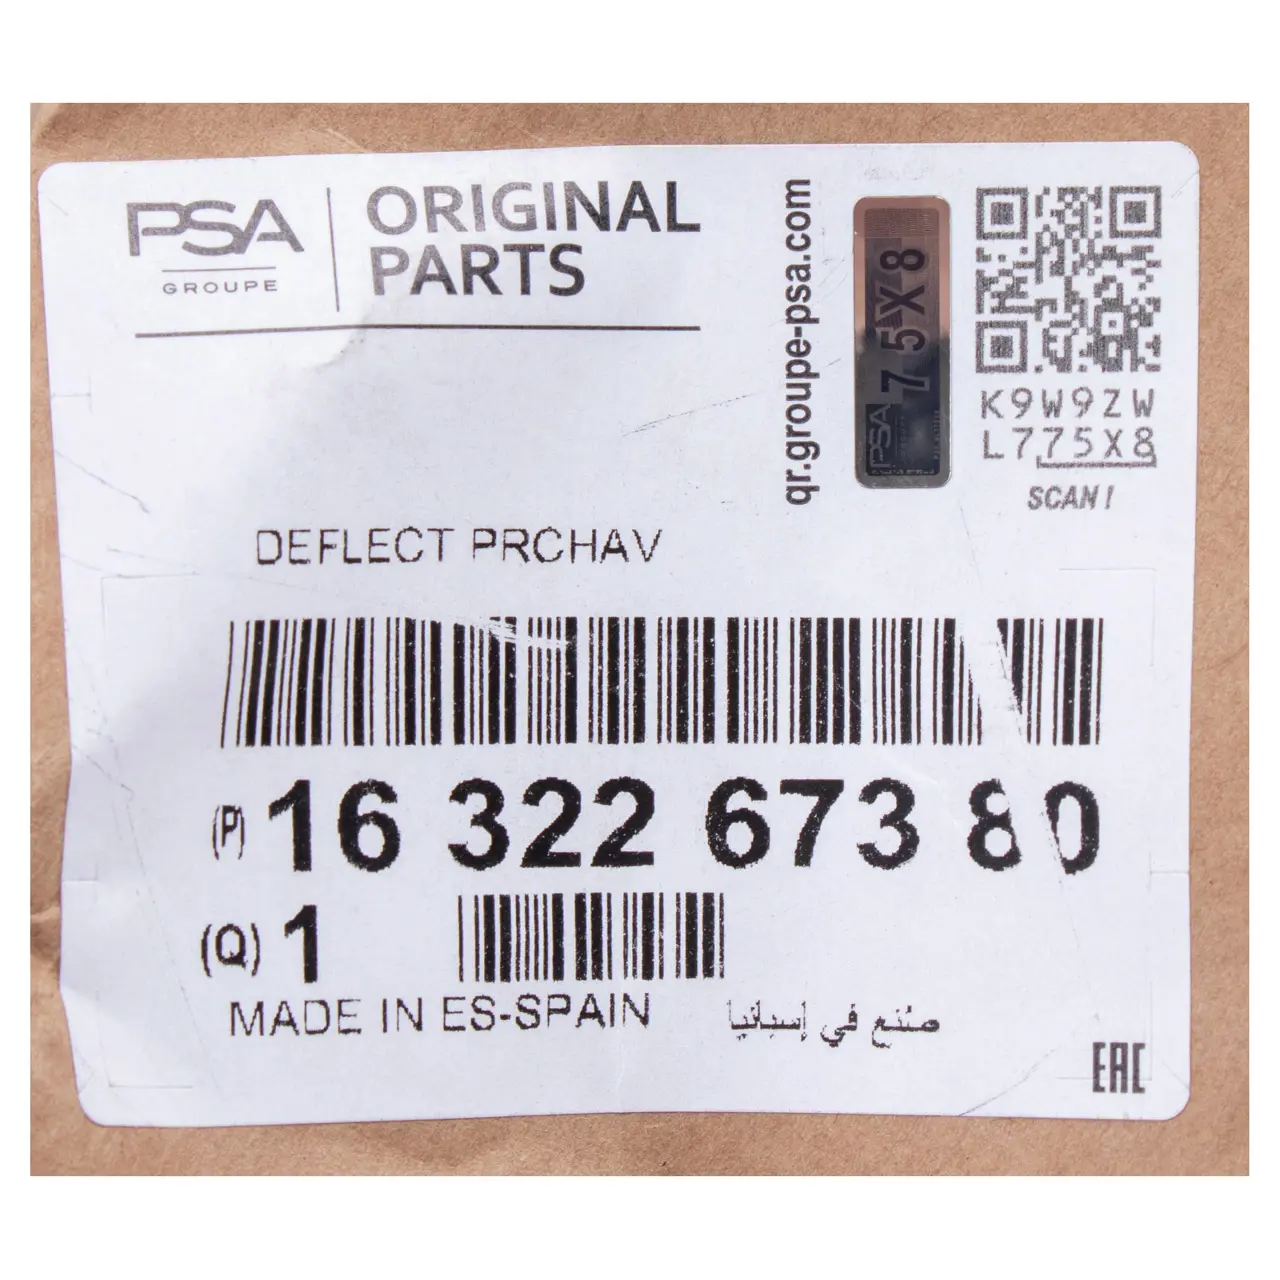 PSA
GROUPE
ORIGINAL
PARTS
qr.groupe-psa.com
75X8
PSA
K9W9ZW
L775X8
SCAN!
DEFLECT PRCHAV
(P) 16 322 673 80
(Q) 1
MADE IN ES-SPAIN
صنع في إسبانيا
EAC